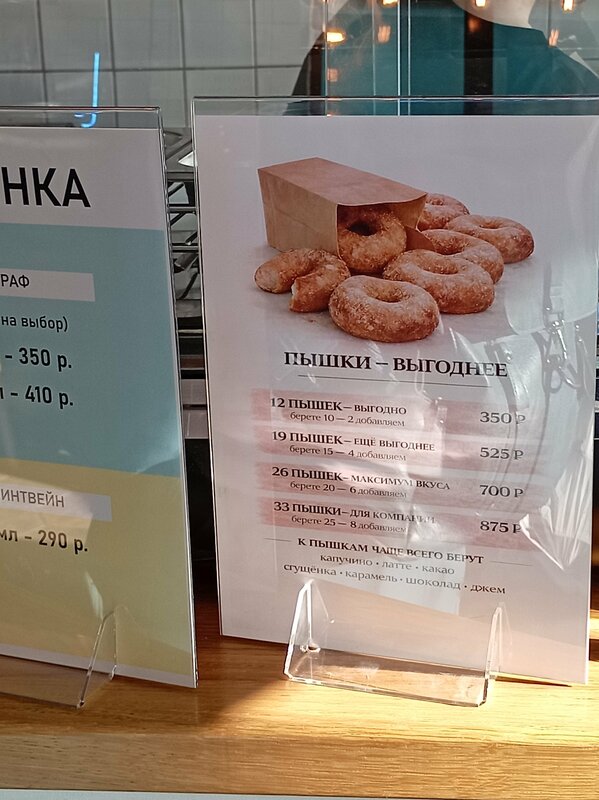 НКА
РАФ
на выбор)
– 350 р.
– 410 р.
ИНТВЕЙН
мл – 290 р.
ПЫШКИ – ВЫГОДНЕЕ
12 ПЫШЕК – ВЫГОДНО 350 Р
берете 10 — 2 добавляем
19 ПЫШЕК – ЕЩЁ ВЫГОДНЕЕ 525 Р
берете 15 — 4 добавляем
26 ПЫШЕК – МАКСИМУМ ВКУСА 700 Р
берете 20 — 6 добавляем
33 ПЫШКИ – ДЛЯ КОМПАНИИ 875 Р
берете 25 — 8 добавляем
К ПЫШКАМ ЧАЩЕ ВСЕГО БЕРУТ
капучино · латте · какао
сгущёнка · карамель · шоколад · джем